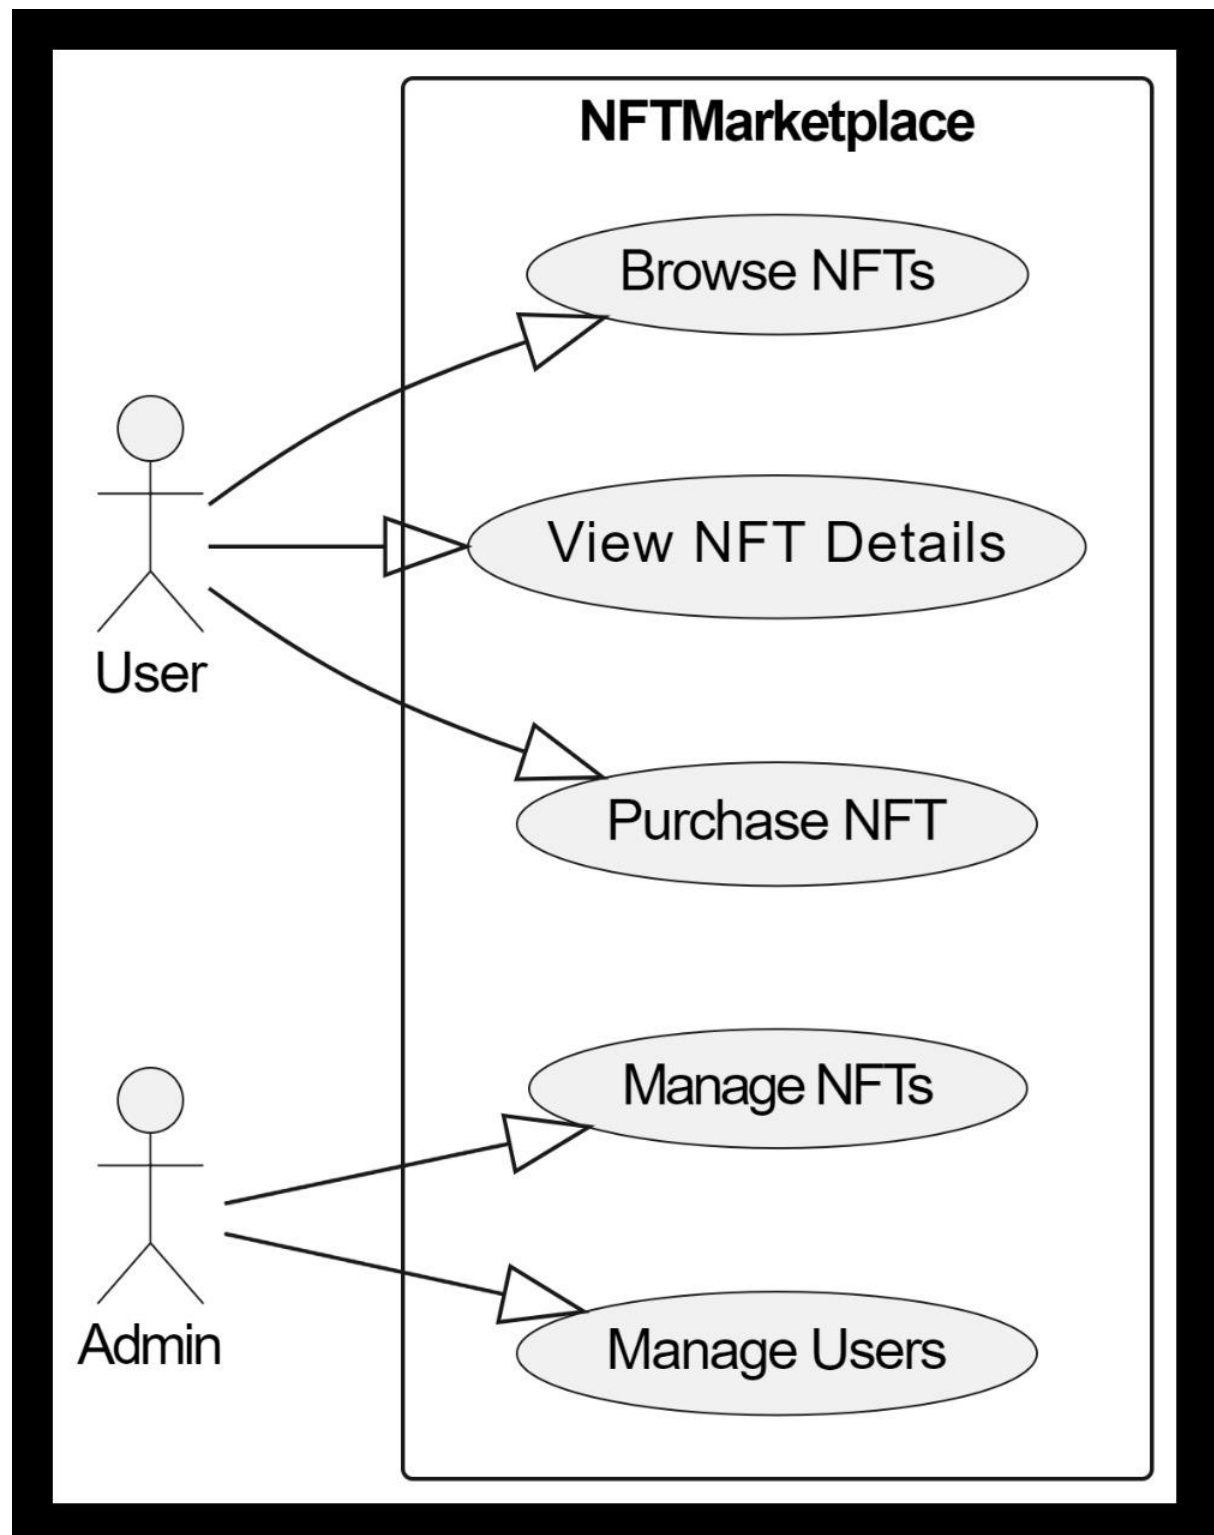 NFTMarketplace
Browse NFTs
View NFT Details
User
Purchase NFT
Manage NFTs
Admin
Manage Users